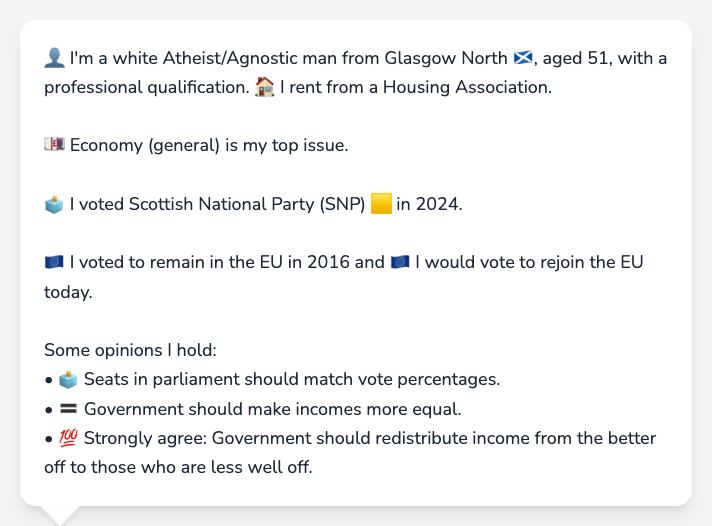 👤 I'm a white Atheist/Agnostic man from Glasgow North 🏴󠁧󠁢󠁳󠁣󠁴󠁿, aged 51, with a
professional qualification. 🏠 I rent from a Housing Association.
💷 Economy (general) is my top issue.
🗳️ I voted Scottish National Party (SNP) 🟨 in 2024.
🇪🇺 I voted to remain in the EU in 2016 and 🇪🇺 I would vote to rejoin the EU
today.
Some opinions I hold:
• 🗳️ Seats in parliament should match vote percentages.
• 🟰 Government should make incomes more equal.
• 💯 Strongly agree: Government should redistribute income from the better
off to those who are less well off.